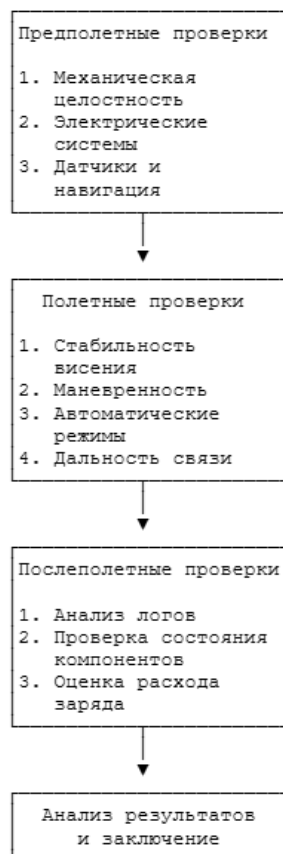 Предполетные проверки
1. Механическая
целостность
2. Электрические
системы
3. Датчики и
навигация
Полетные проверки
1. Стабильность
висения
2. Маневренность
3. Автоматические
режимы
4. Дальность связи
Послеполетные проверки
1. Анализ логов
2. Проверка состояния
компонентов
3. Оценка расхода
заряда
Анализ результатов
и заключение